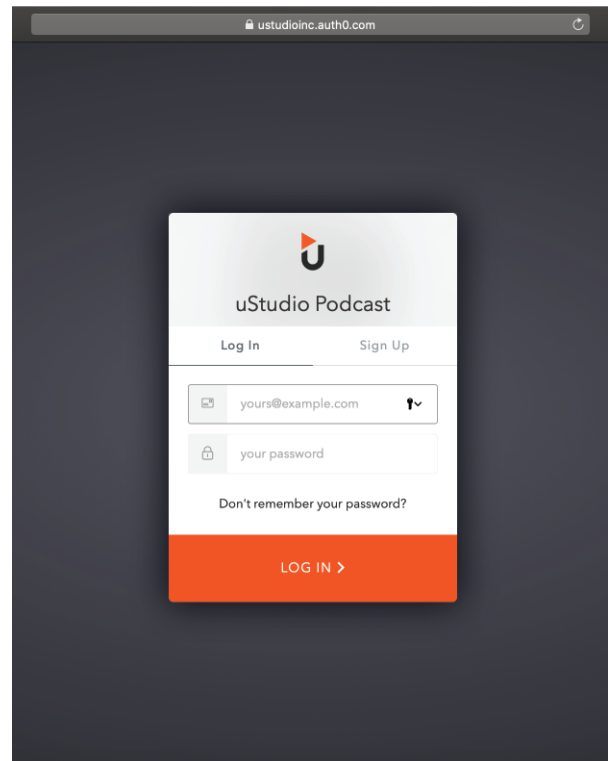 ustudioinc.auth0.com
uStudio Podcast
Log In Sign Up
yours@example.com
your password
Don't remember your password?
LOG IN